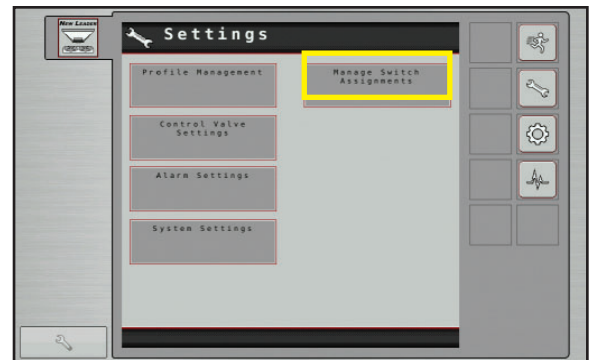 New Leader
Settings
Profile Management
Manage Switch
Assignments
Control Valve
Settings
Alarm Settings
System Settings